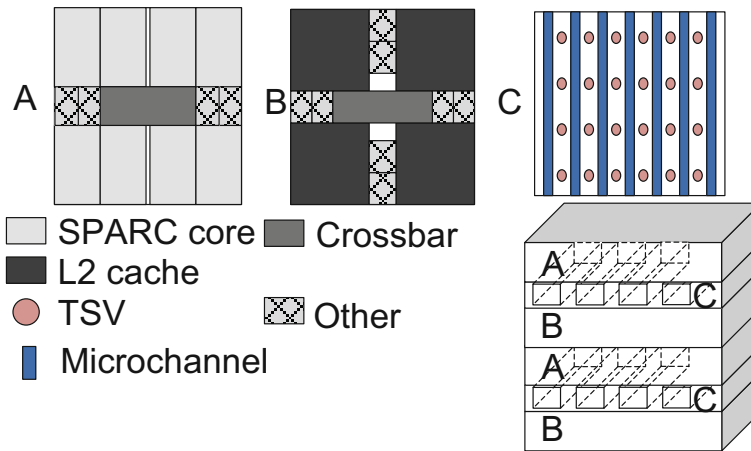 A
B
C
SPARC core
Crossbar
L2 cache
TSV
Other
Microchannel
A
C
B
A
C
B